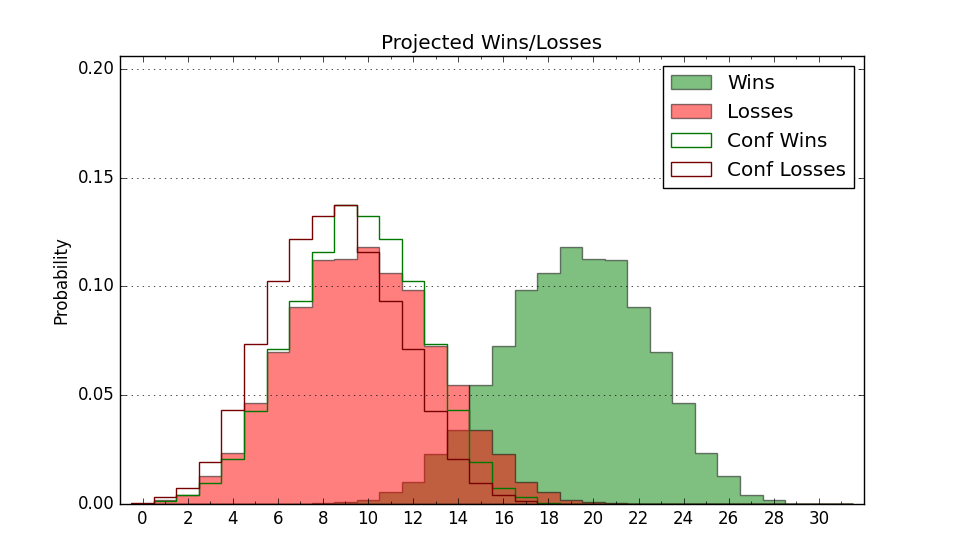 Projected Wins/Losses
0.20
0.15
0.10
0.05
0.00
Probability
Wins
Losses
Conf Wins
Conf Losses
0 2 4 6 8 10 12 14 16 18 20 22 24 26 28 30